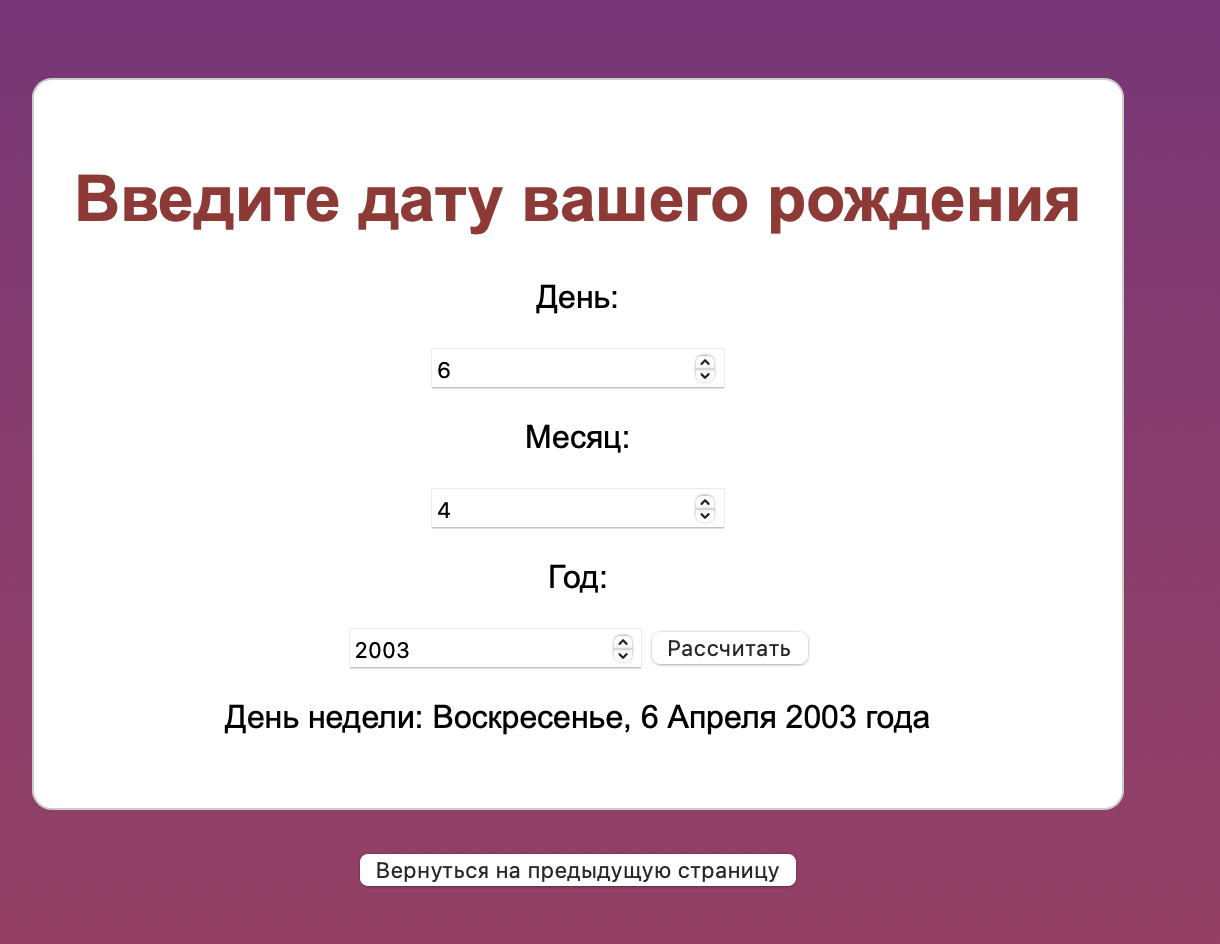 Введите дату вашего рождения
День:
6
Месяц:
4
Год:
2003 Рассчитать
День недели: Воскресенье, 6 Апреля 2003 года
Вернуться на предыдущую страницу